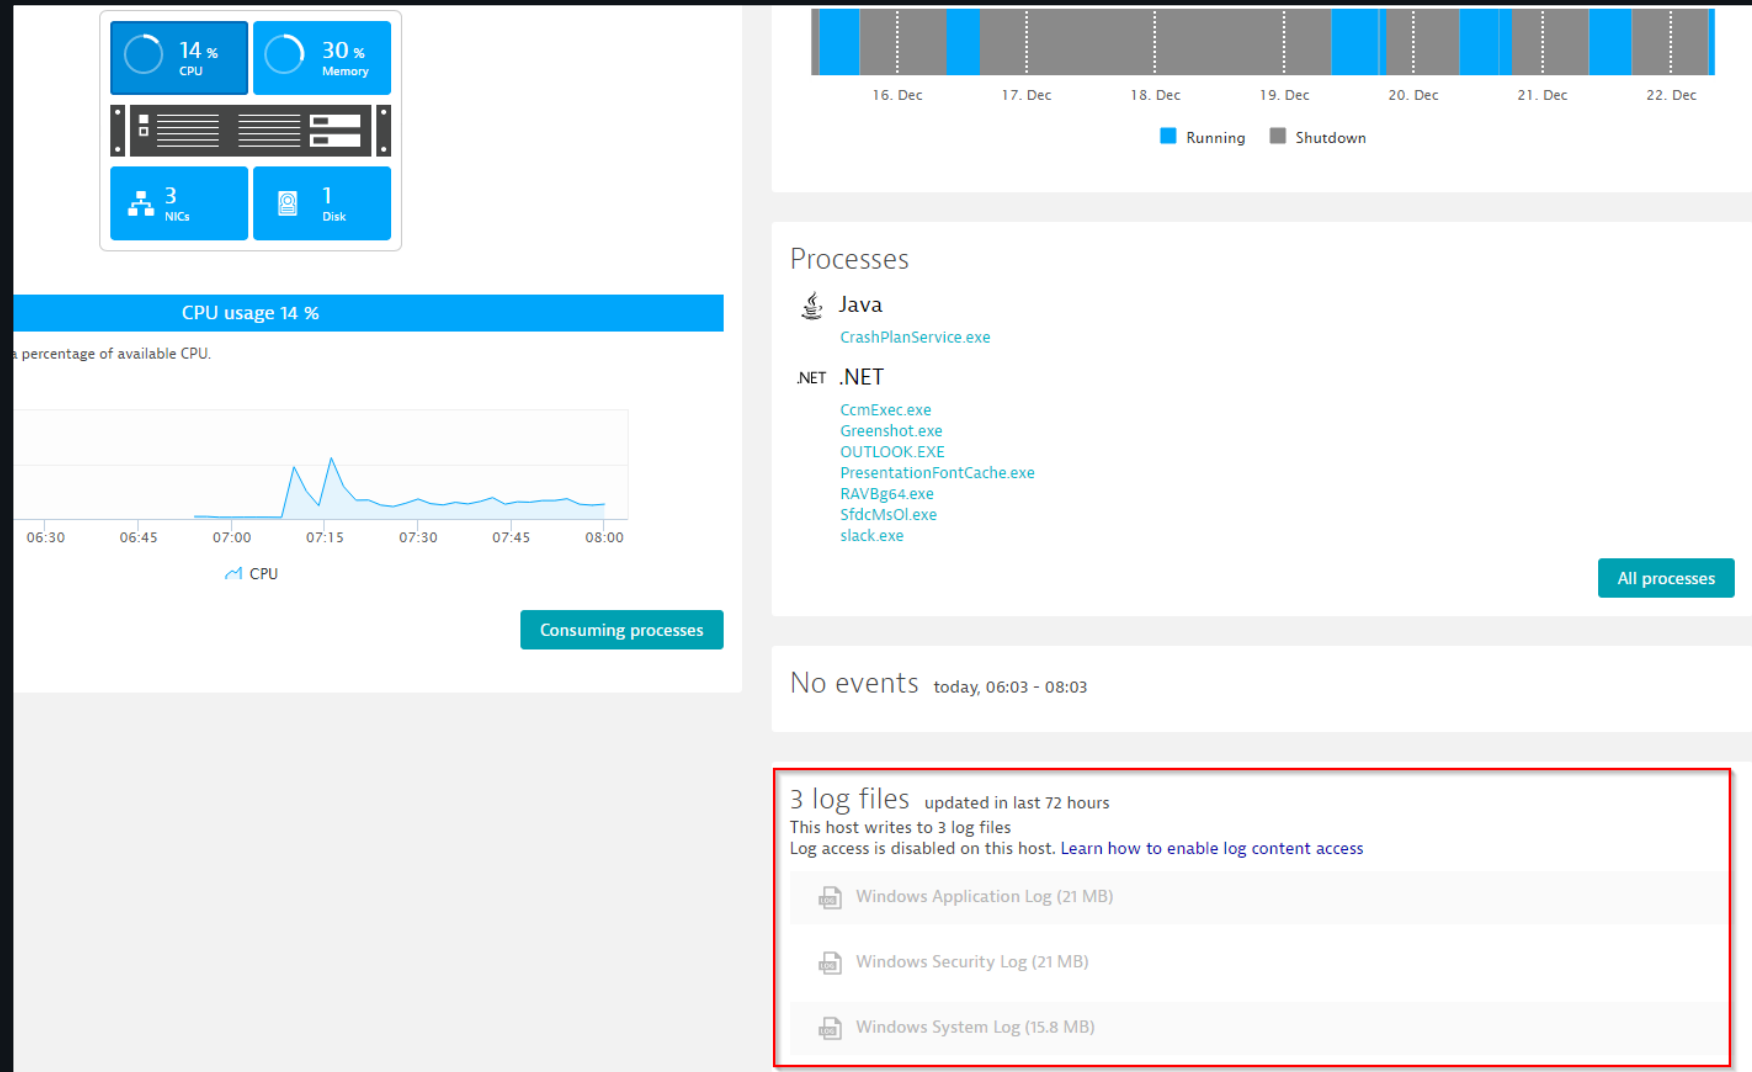 14 %
CPU
30 %
Memory
3
NICs
1
Disk
CPU usage 14 %
a percentage of available CPU.
06:30 06:45 07:00 07:15 07:30 07:45 08:00
CPU
Consuming processes
16. Dec 17. Dec 18. Dec 19. Dec 20. Dec 21. Dec 22. Dec
Running Shutdown
Processes
Java
CrashPlanService.exe
.NET .NET
CcmExec.exe
Greenshot.exe
OUTLOOK.EXE
PresentationFontCache.exe
RAVBg64.exe
SfdcMsOl.exe
slack.exe
All processes
No events today, 06:03 - 08:03
3 log files updated in last 72 hours
This host writes to 3 log files
Log access is disabled on this host. Learn how to enable log content access
LOG Windows Application Log (21 MB)
LOG Windows Security Log (21 MB)
LOG Windows System Log (15.8 MB)